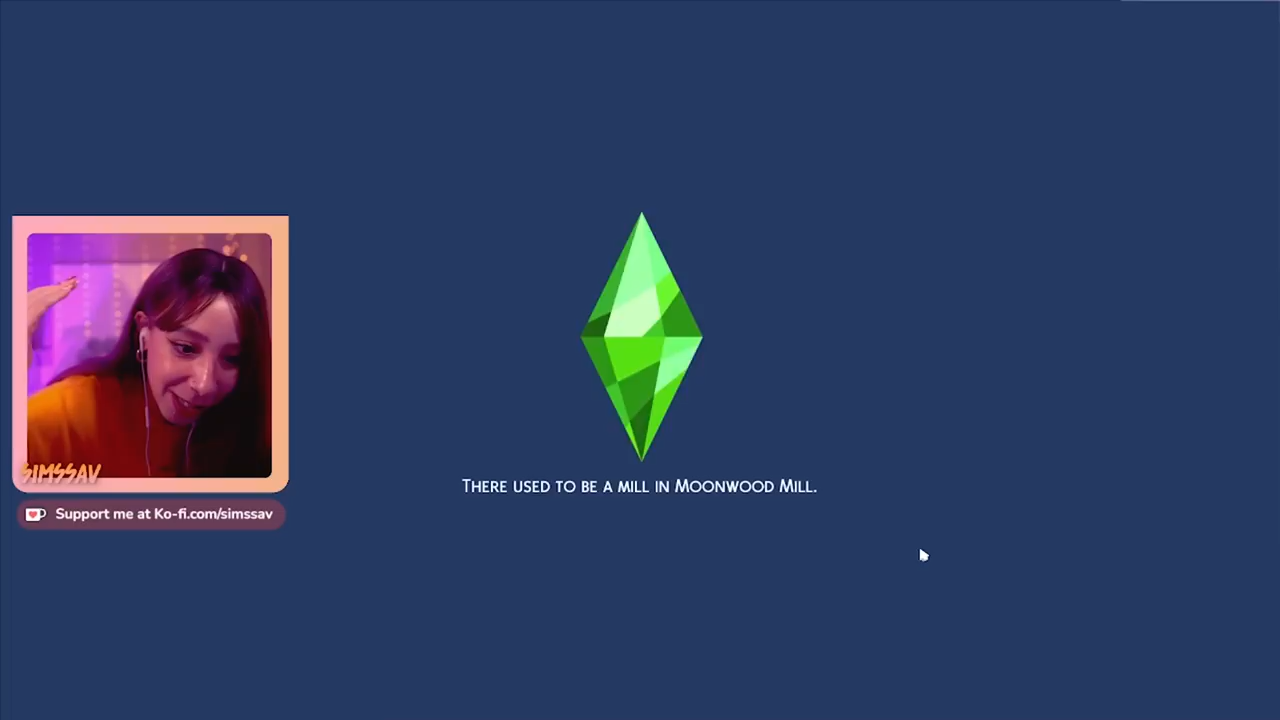 SIMSSAV
Support me at Ko-fi.com/simssav
THERE USED TO BE A MILL IN MOONWOOD MILL.